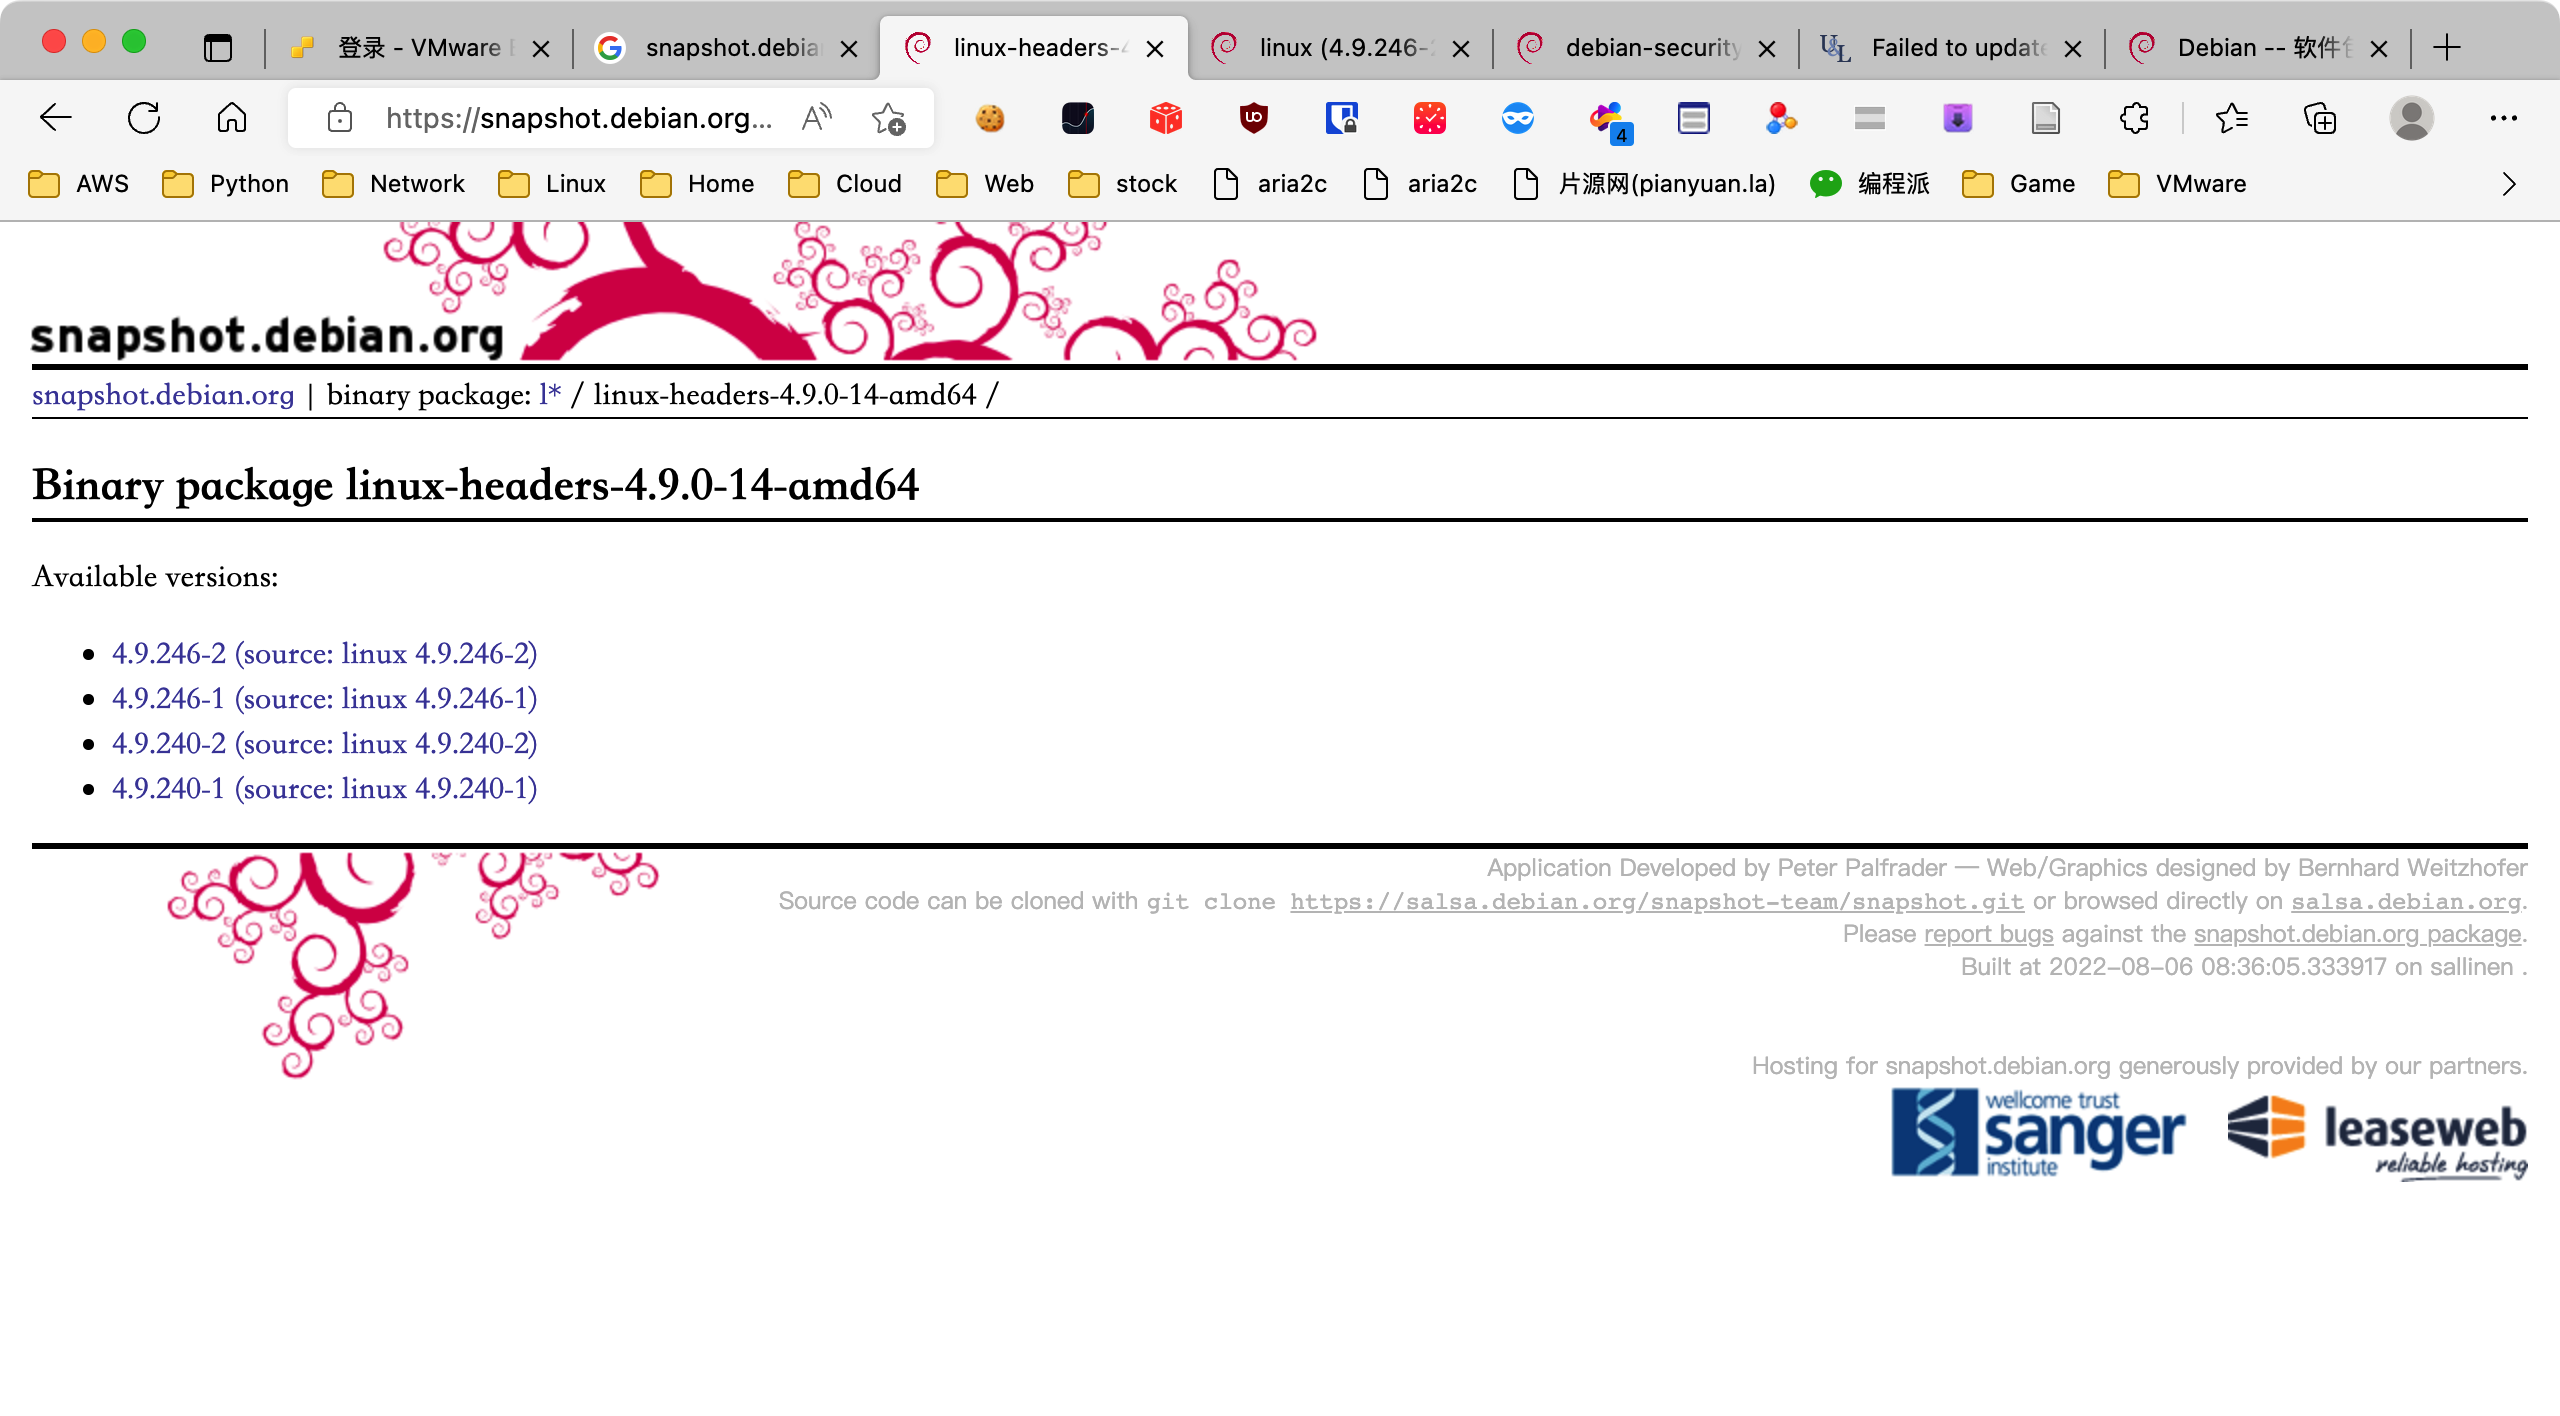 登录 - VMware
snapshot.debia
linux-headers-4
linux (4.9.246-2
debian-security
Failed to update
Debian -- 软件包
https://snapshot.debian.org...
4
AWS
Python
Network
Linux
Home
Cloud
Web
stock
aria2c
aria2c
片源网(pianyuan.la)
编程派
Game
VMware
snapshot.debian.org
snapshot.debian.org | binary package: l* / linux-headers-4.9.0-14-amd64 /
Binary package linux-headers-4.9.0-14-amd64
Available versions:
4.9.246-2 (source: linux 4.9.246-2)
4.9.246-1 (source: linux 4.9.246-1)
4.9.240-2 (source: linux 4.9.240-2)
4.9.240-1 (source: linux 4.9.240-1)
Application Developed by Peter Palfrader — Web/Graphics designed by Bernhard Weitzhofer
Source code can be cloned with git clone https://salsa.debian.org/snapshot-team/snapshot.git or browsed directly on salsa.debian.org.
Please report bugs against the snapshot.debian.org package.
Built at 2022-08-06 08:36:05.333917 on sallinen .
Hosting for snapshot.debian.org generously provided by our partners.
wellcome trust
sanger
institute
leaseweb
reliable hosting